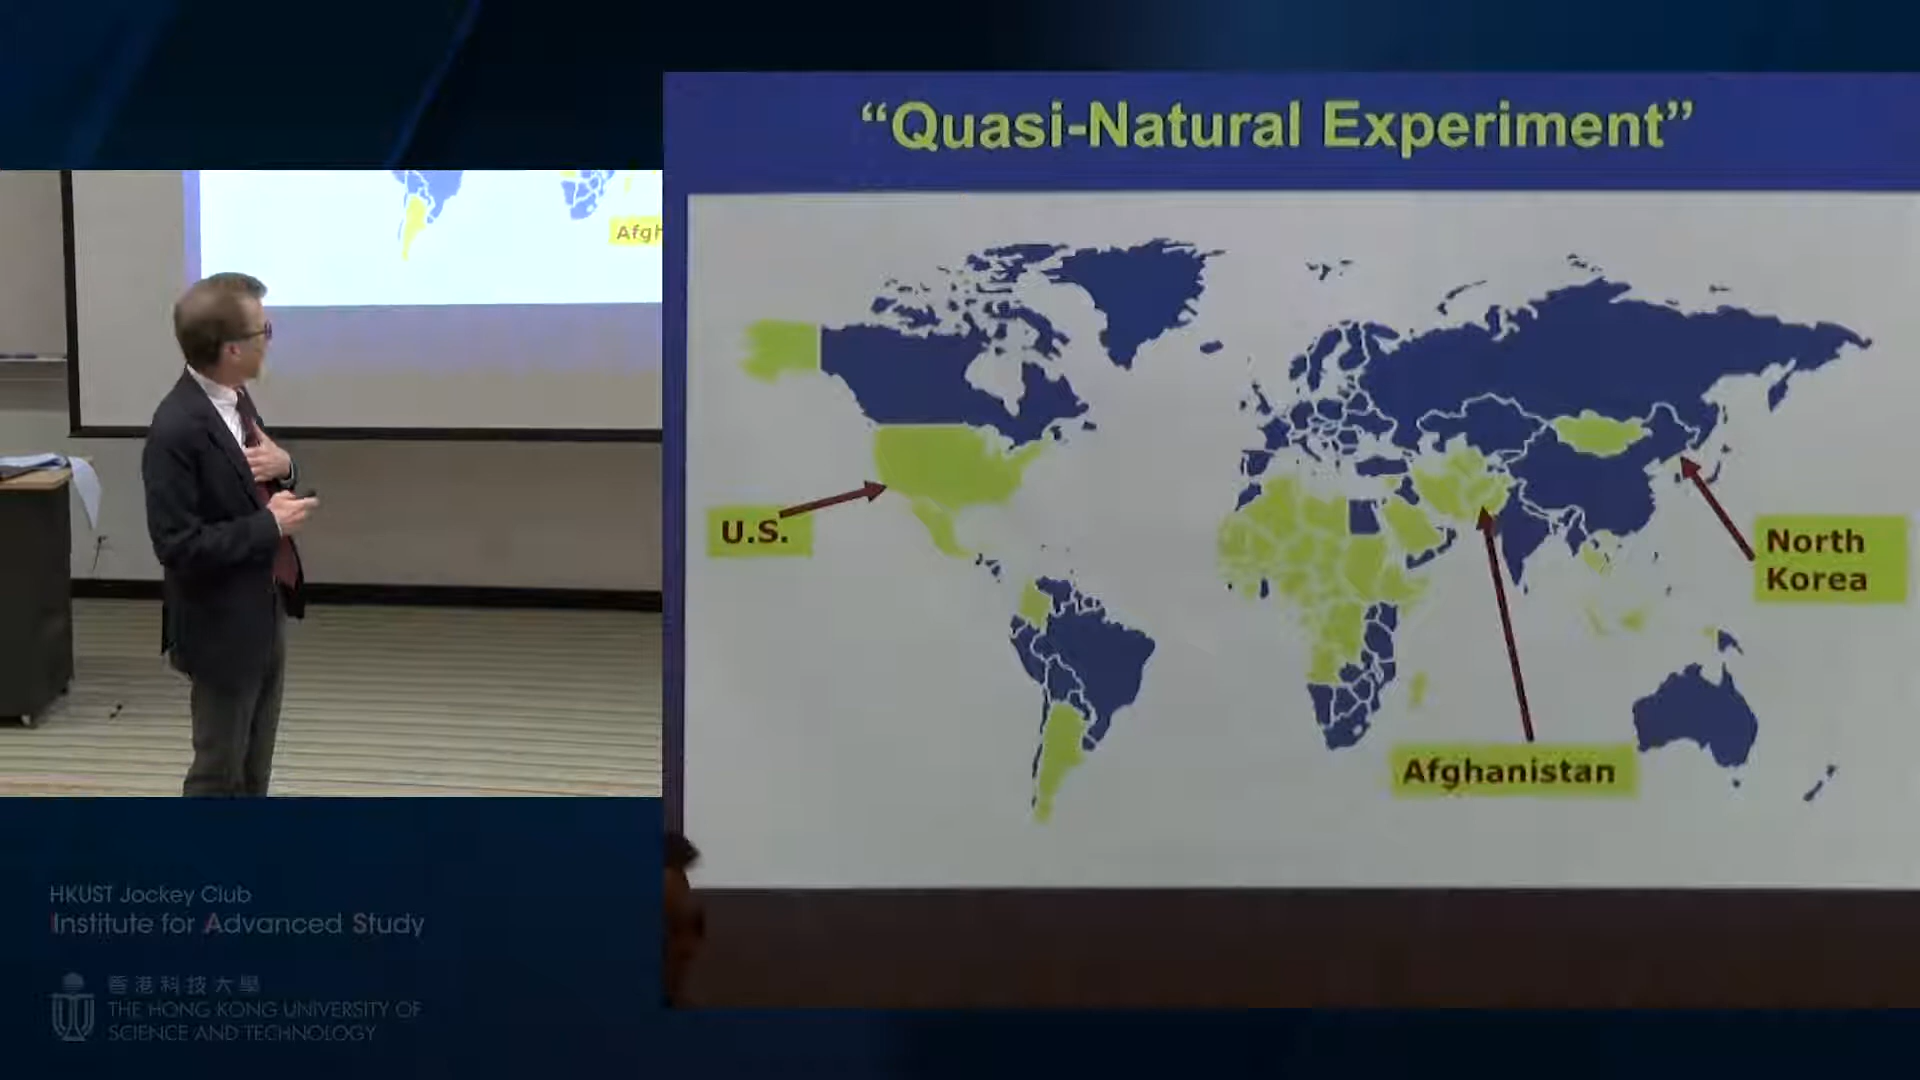 “Quasi-Natural Experiment”
Afgh
U.S.
North
Korea
Afghanistan
HKUST Jockey Club
Institute for Advanced Study
香港科技大學
THE HONG KONG UNIVERSITY OF
SCIENCE AND TECHNOLOGY